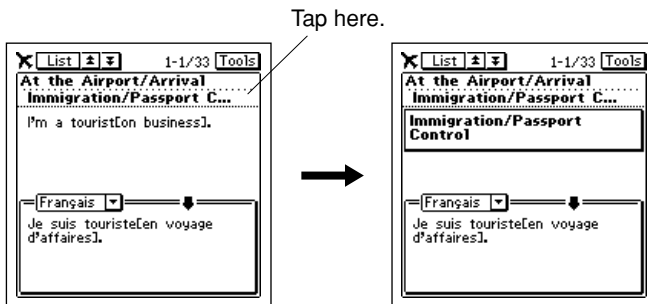 Tap here.
List 1-1/33 Tools
At the Airport/Arrival
Immigration/Passport C...
I'm a tourist[on business].
Français
Je suis touriste[en voyage
d'affaires].
List 1-1/33 Tools
At the Airport/Arrival
Immigration/Passport C...
Immigration/Passport
Control
Français
Je suis touriste[en voyage
d'affaires].